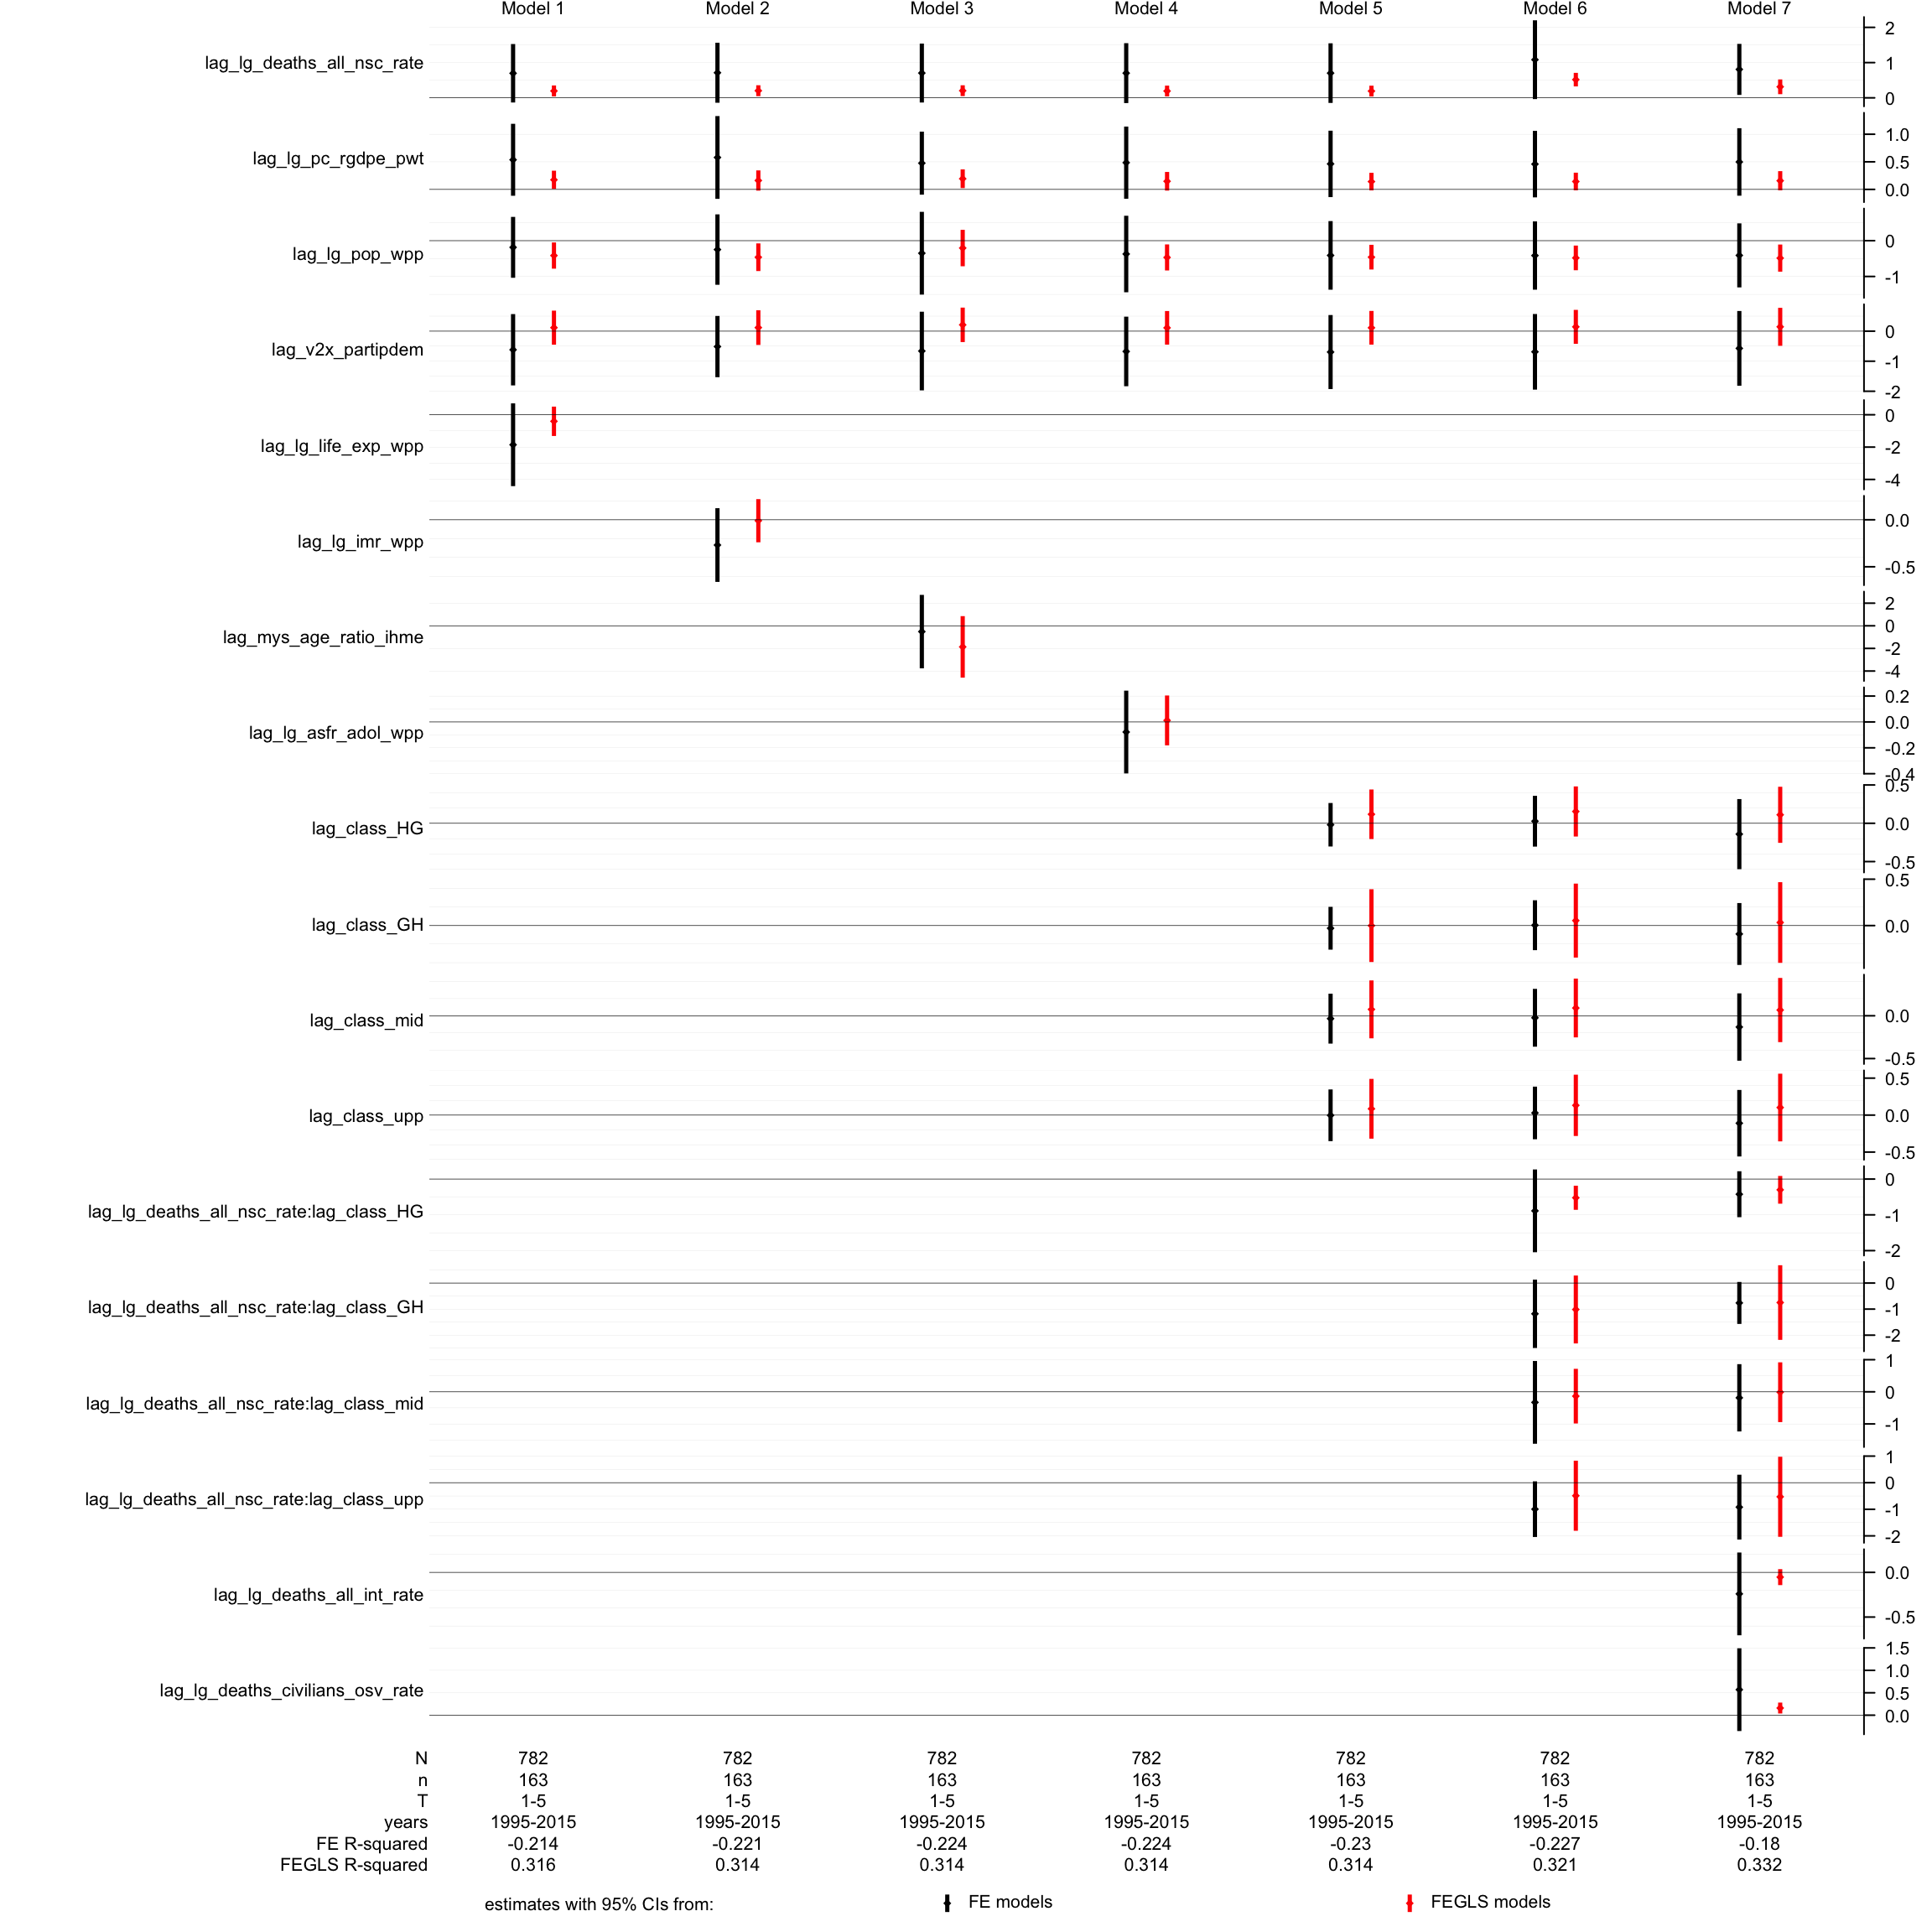 Model 1 Model 2 Model 3 Model 4 Model 5 Model 6 Model 7
lag_lg_deaths_all_nsc_rate
2
1
0
lag_lg_pc_rgdpe_pwt
1.0
0.5
0.0
lag_lg_pop_wpp
0
-1
lag_v2x_partipdem
0
-1
-2
lag_lg_life_exp_wpp
0
-2
-4
lag_lg_imr_wpp
0.0
-0.5
lag_mys_age_ratio_ihme
2
0
-2
-4
lag_lg_asfr_adol_wpp
0.2
0.0
-0.2
-0.4
lag_class_HG
0.5
0.0
-0.5
lag_class_GH
0.5
0.0
lag_class_mid
0.0
-0.5
lag_class_upp
0.5
0.0
-0.5
lag_lg_deaths_all_nsc_rate:lag_class_HG
0
-1
-2
lag_lg_deaths_all_nsc_rate:lag_class_GH
0
-1
-2
lag_lg_deaths_all_nsc_rate:lag_class_mid
1
0
-1
lag_lg_deaths_all_nsc_rate:lag_class_upp
1
0
-1
-2
lag_lg_deaths_all_int_rate
0.0
-0.5
lag_lg_deaths_civilians_osv_rate
1.5
1.0
0.5
0.0
N 782 782 782 782 782 782 782
n 163 163 163 163 163 163 163
T 1-5 1-5 1-5 1-5 1-5 1-5 1-5
years 1995-2015 1995-2015 1995-2015 1995-2015 1995-2015 1995-2015 1995-2015
FE R-squared -0.214 -0.221 -0.224 -0.224 -0.23 -0.227 -0.18
FEGLS R-squared 0.316 0.314 0.314 0.314 0.314 0.321 0.332
estimates with 95% CIs from: FE models FEGLS models